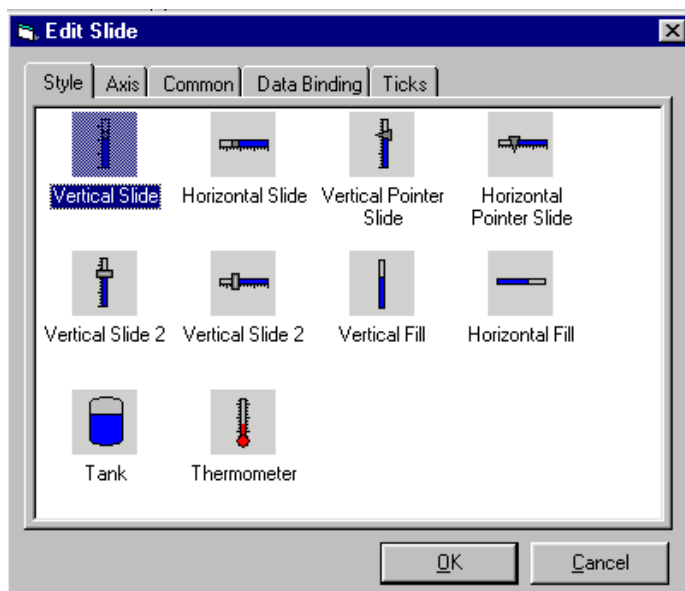 Edit Slide
Style Axis Common Data Binding Ticks
Vertical Slide Horizontal Slide Vertical Pointer Slide Horizontal Pointer Slide
Vertical Slide 2 Vertical Slide 2 Vertical Fill Horizontal Fill
Tank Thermometer
OK Cancel